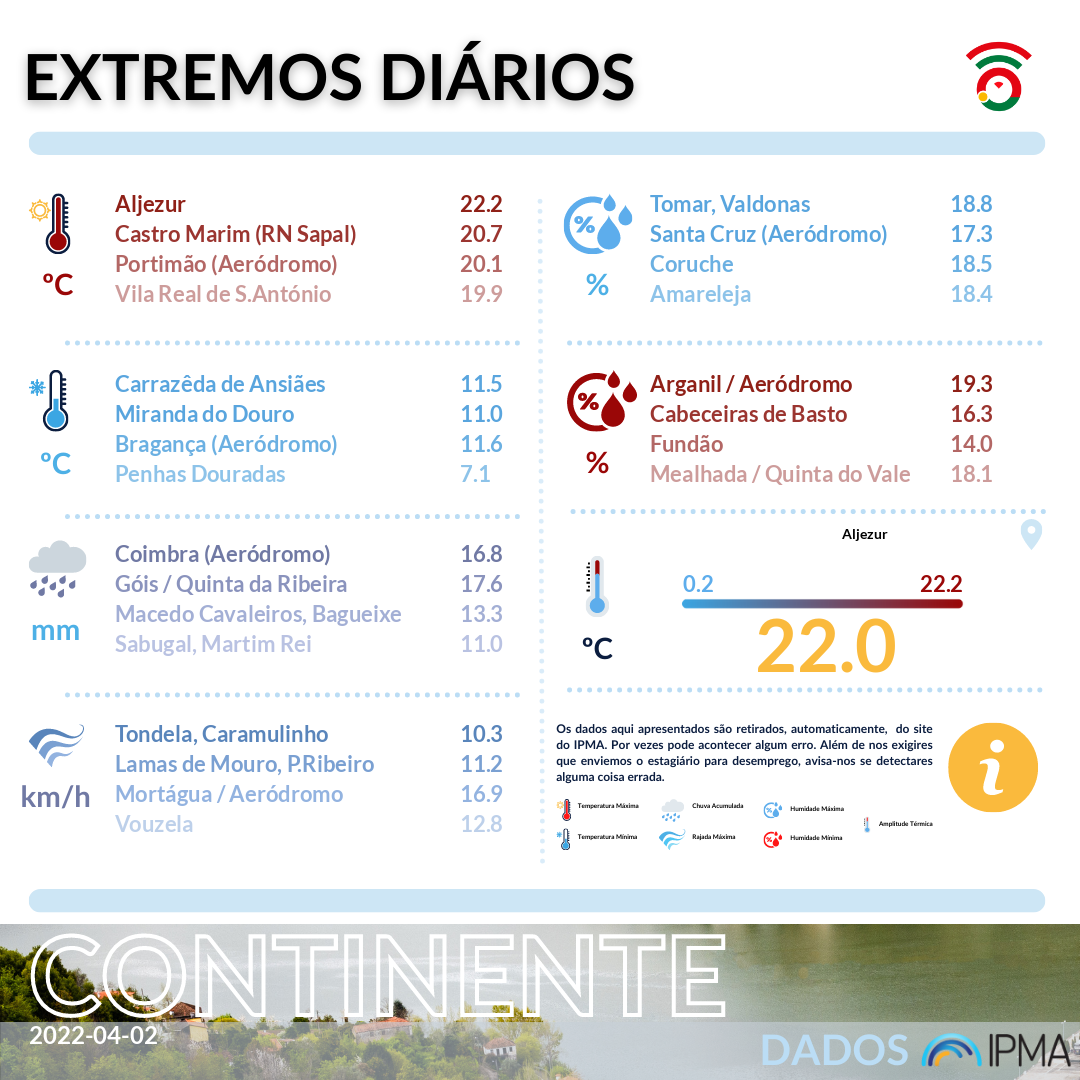 EXTREMOS DIÁRIOS
Aljezur 22.2
Castro Marim (RN Sapal) 20.7
Portimão (Aeródromo) 20.1
Vila Real de S.António 19.9
ºC
Carrazêda de Ansiães 11.5
Miranda do Douro 11.0
Bragança (Aeródromo) 11.6
Penhas Douradas 7.1
ºC
Coimbra (Aeródromo) 16.8
Góis / Quinta da Ribeira 17.6
Macedo Cavaleiros, Bagueixe 13.3
Sabugal, Martim Rei 11.0
mm
Tondela, Caramulinho 10.3
Lamas de Mouro, P.Ribeiro 11.2
Mortágua / Aeródromo 16.9
Vouzela 12.8
km/h
%
Tomar, Valdonas 18.8
Santa Cruz (Aeródromo) 17.3
Coruche 18.5
Amareleja 18.4
%
%
Arganil / Aeródromo 19.3
Cabeceiras de Basto 16.3
Fundão 14.0
Mealhada / Quinta do Vale 18.1
%
Aljezur
0.2 22.2
ºC
22.0
Os dados aqui apresentados são retirados, automaticamente, do site
do IPMA. Por vezes pode acontecer algum erro. Além de nos exigires
que enviemos o estagiário para desemprego, avisa-nos se detectares
alguma coisa errada.
i
Temperatura Máxima Chuva Acumulada Humidade Máxima
Amplitude Térmica
Temperatura Mínima Rajada Máxima Humidade Mínima
CONTINENTE
2022-04-02
DADOS IPMA